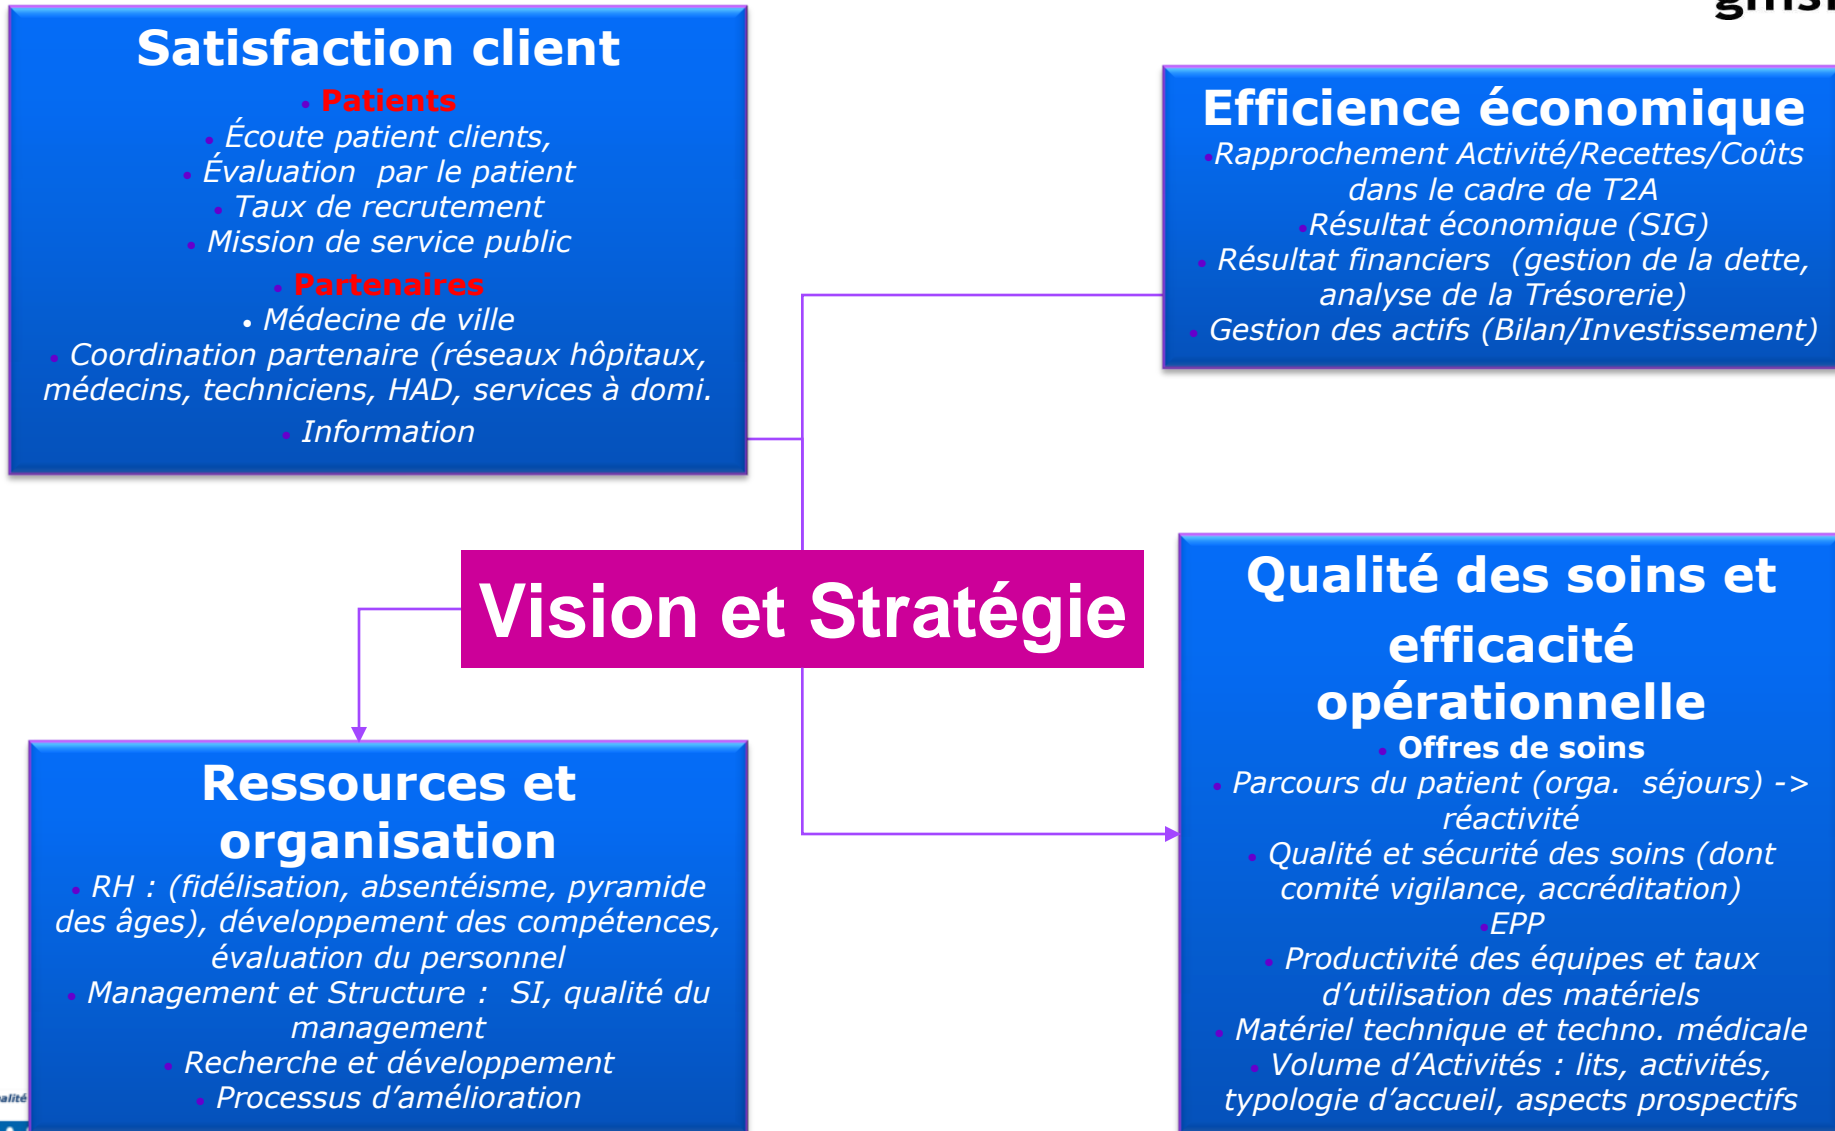 Satisfaction client
• Patients
• Écoute patient clients,
• Évaluation par le patient
• Taux de recrutement
• Mission de service public
• Partenaires
• Médecine de ville
• Coordination partenaire (réseaux hôpitaux,
médecins, techniciens, HAD, services à domi.
• Information
Efficience économique
•Rapprochement Activité/Recettes/Coûts
dans le cadre de T2A
•Résultat économique (SIG)
• Résultat financiers (gestion de la dette,
analyse de la Trésorerie)
• Gestion des actifs (Bilan/Investissement)
Vision et Stratégie
Ressources et
organisation
• RH : (fidélisation, absentéisme, pyramide
des âges), développement des compétences,
évaluation du personnel
• Management et Structure : SI, qualité du
management
• Recherche et développement
• Processus d’amélioration
Qualité des soins et
efficacité
opérationnelle
• Offres de soins
• Parcours du patient (orga. séjours) ->
réactivité
• Qualité et sécurité des soins (dont
comité vigilance, accréditation)
•EPP
• Productivité des équipes et taux
d’utilisation des matériels
• Matériel technique et techno. médicale
• Volume d’Activités : lits, activités,
typologie d’accueil, aspects prospectifs